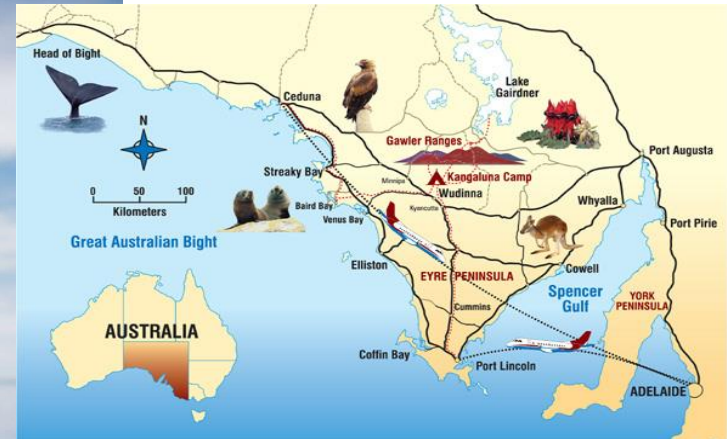 Head of Bight
N
Ceduna
Lake
Gairdner
Gawler Ranges
Port Augusta
Streaky Bay
Minnipa
Kangaluna Camp
Wudinna
0 50 100
Kilometers
Baird Bay
Venus Bay
Kyancutta
Whyalla
Port Pirie
Great Australian Bight
Elliston
EYRE PENINSULA
Cowell
Spencer
Gulf
YORK
PENINSULA
Cummins
AUSTRALIA
Coffin Bay
Port Lincoln
ADELAIDE